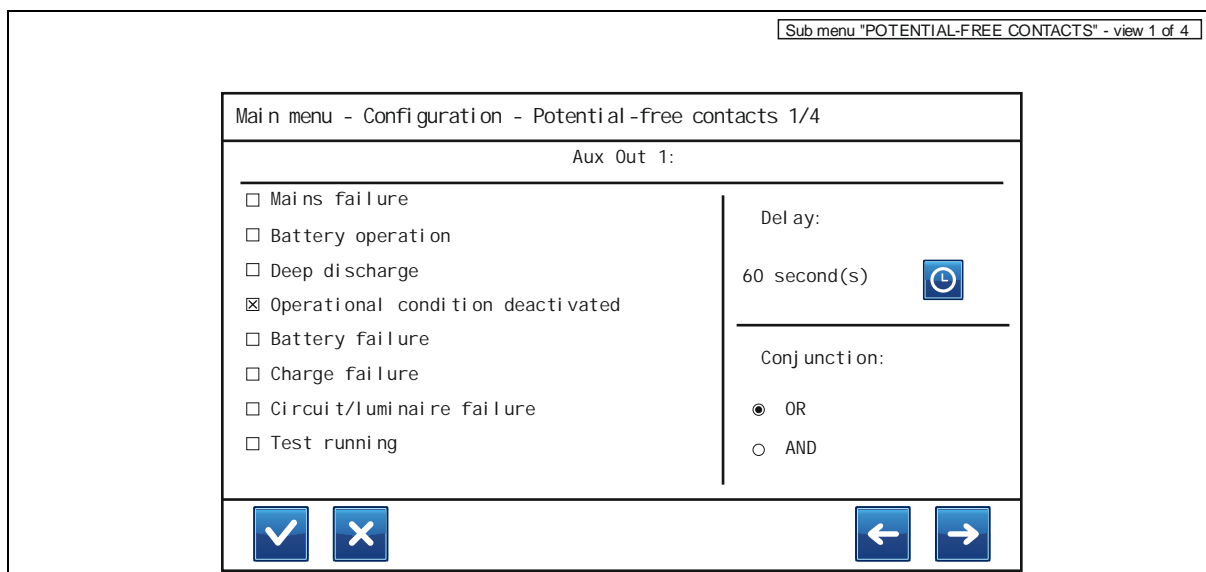 Sub menu "POTENTIAL-FREE CONTACTS" - view 1 of 4
Main menu - Configuration - Potential-free contacts 1/4
Aux Out 1:
Mains failure
Battery operation
Deep discharge
Operational condition deactivated
Battery failure
Charge failure
Circuit/luminaire failure
Test running
Delay:
60 second(s)
Conjunction:
OR
AND